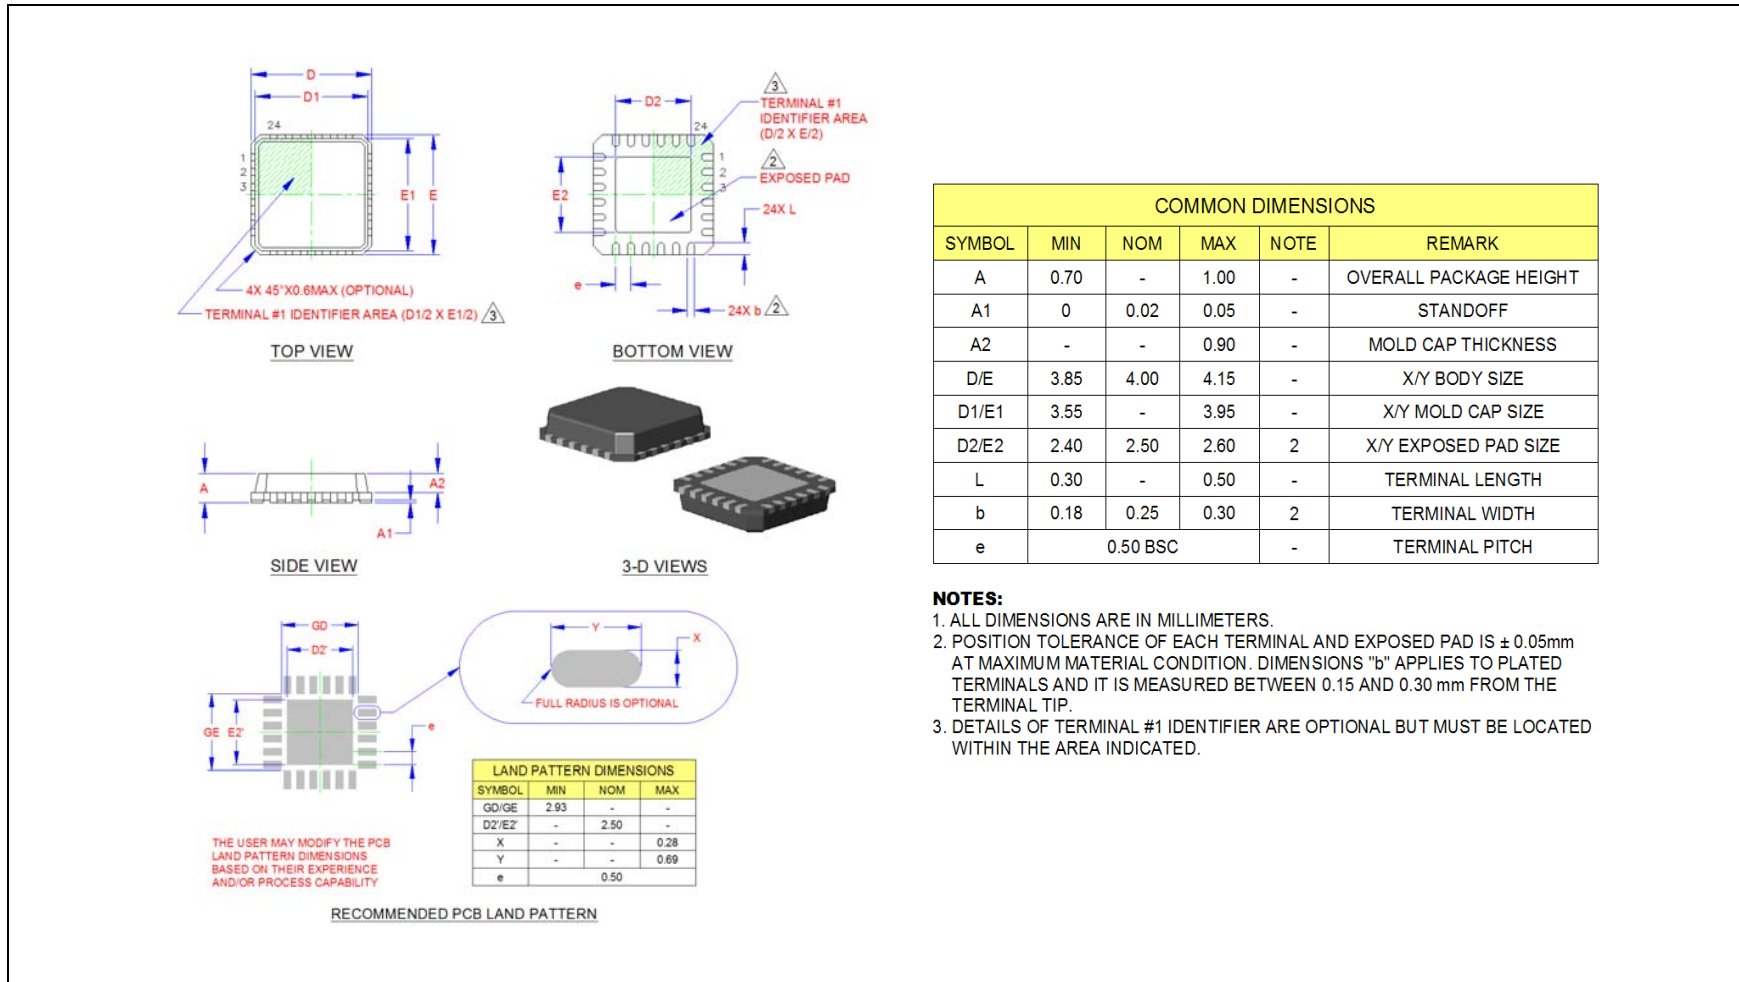 D
D1
24
1
2
3
E1 E
4X 45°X0.6MAX (OPTIONAL)
TERMINAL #1 IDENTIFIER AREA (D1/2 X E1/2) 3
TOP VIEW
D2
3
TERMINAL #1
IDENTIFIER AREA
(D/2 X E/2)
24
1
2
3
2
EXPOSED PAD
E2
24X L
e
24X b 2
BOTTOM VIEW
A
A2
A1
SIDE VIEW
3-D VIEWS
GD
D2'
GE E2'
e
Y
X
FULL RADIUS IS OPTIONAL
LAND PATTERN DIMENSIONS
SYMBOL MIN NOM MAX
GD/GE 2.93 - -
D2'/E2' - 2.50 -
X - - 0.28
Y - - 0.69
e 0.50
THE USER MAY MODIFY THE PCB
LAND PATTERN DIMENSIONS
BASED ON THEIR EXPERIENCE
AND/OR PROCESS CAPABILITY
RECOMMENDED PCB LAND PATTERN
COMMON DIMENSIONS
SYMBOL MIN NOM MAX NOTE REMARK
A 0.70 - 1.00 - OVERALL PACKAGE HEIGHT
A1 0 0.02 0.05 - STANDOFF
A2 - - 0.90 - MOLD CAP THICKNESS
D/E 3.85 4.00 4.15 - X/Y BODY SIZE
D1/E1 3.55 - 3.95 - X/Y MOLD CAP SIZE
D2/E2 2.40 2.50 2.60 2 X/Y EXPOSED PAD SIZE
L 0.30 - 0.50 - TERMINAL LENGTH
b 0.18 0.25 0.30 2 TERMINAL WIDTH
e 0.50 BSC - TERMINAL PITCH
NOTES:
1. ALL DIMENSIONS ARE IN MILLIMETERS.
2. POSITION TOLERANCE OF EACH TERMINAL AND EXPOSED PAD IS ± 0.05mm
AT MAXIMUM MATERIAL CONDITION. DIMENSIONS "b" APPLIES TO PLATED
TERMINALS AND IT IS MEASURED BETWEEN 0.15 AND 0.30 mm FROM THE
TERMINAL TIP.
3. DETAILS OF TERMINAL #1 IDENTIFIER ARE OPTIONAL BUT MUST BE LOCATED
WITHIN THE AREA INDICATED.